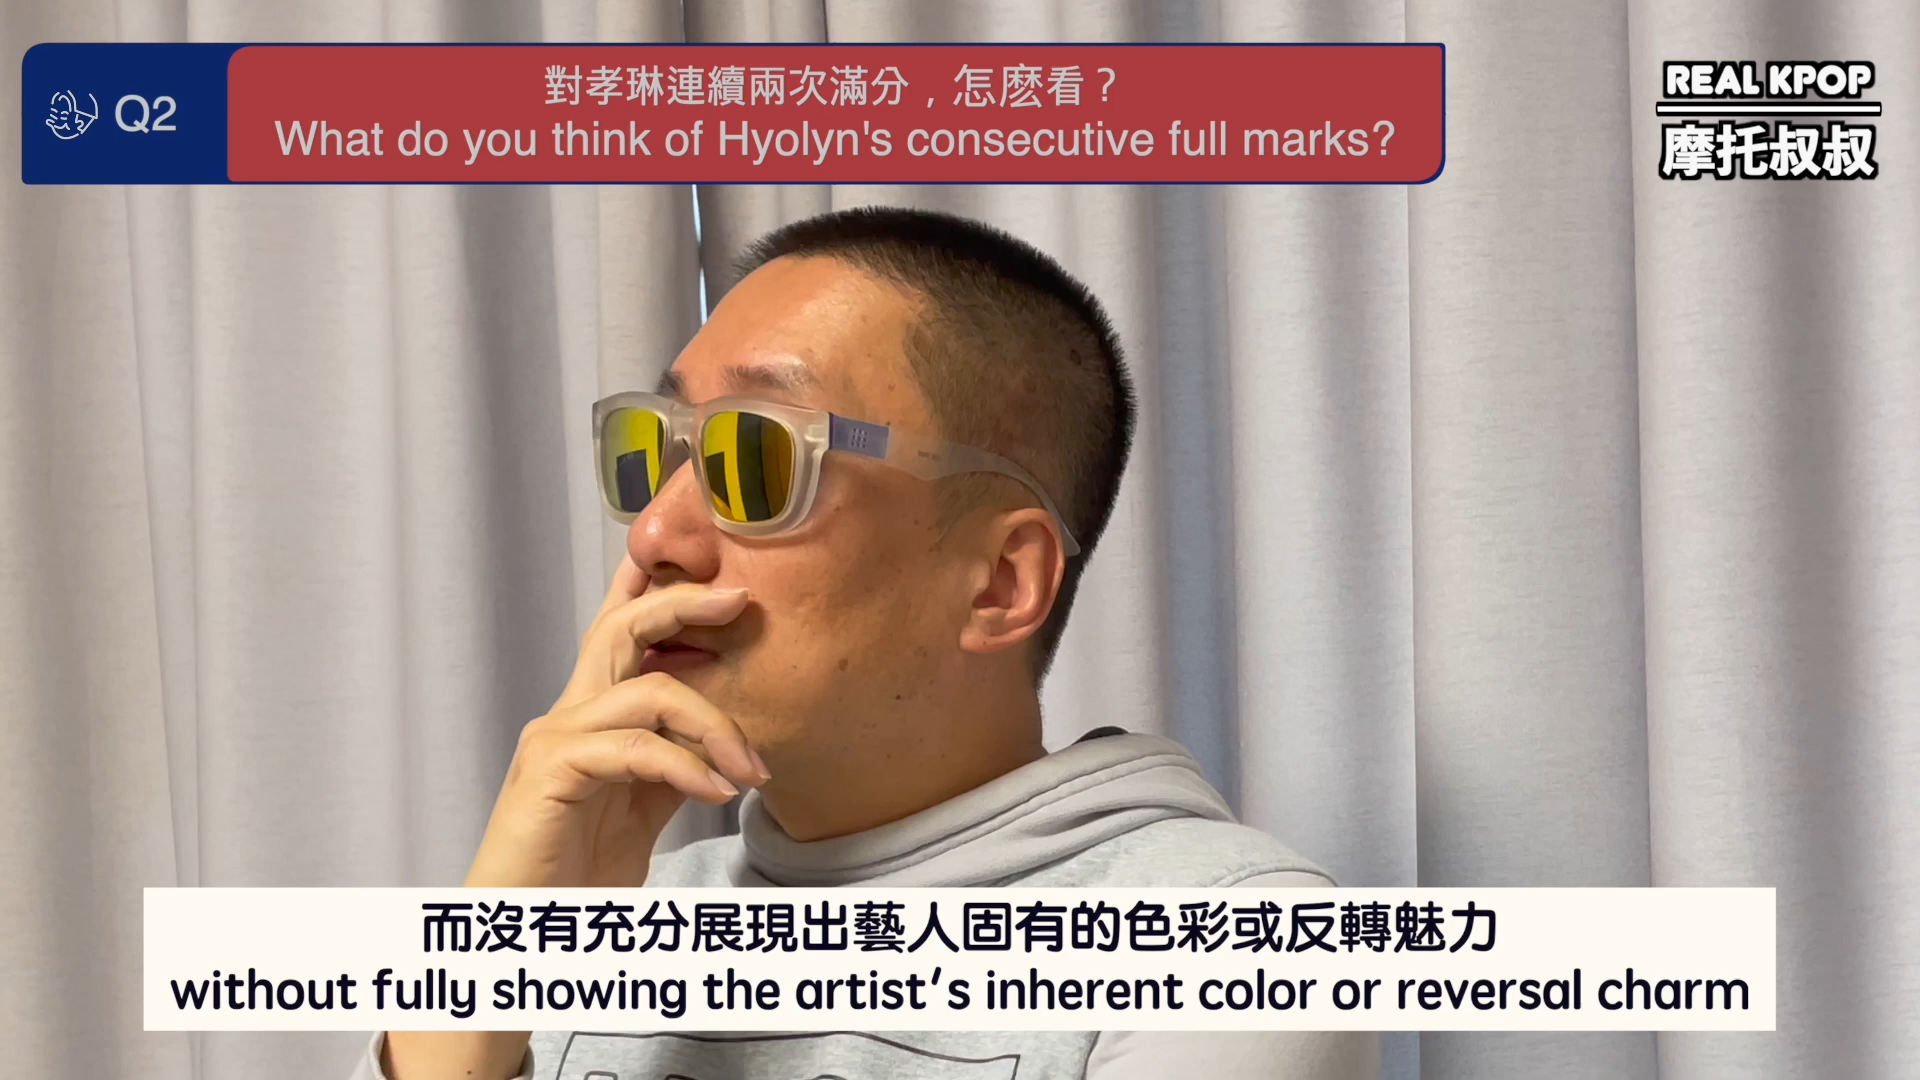 Q2
對孝琳連續兩次滿分，怎麽看？
What do you think of Hyolyn's consecutive full marks?
REAL KPOP
摩托叔叔
而沒有充分展現出藝人固有的色彩或反轉魅力
without fully showing the artist's inherent color or reversal charm